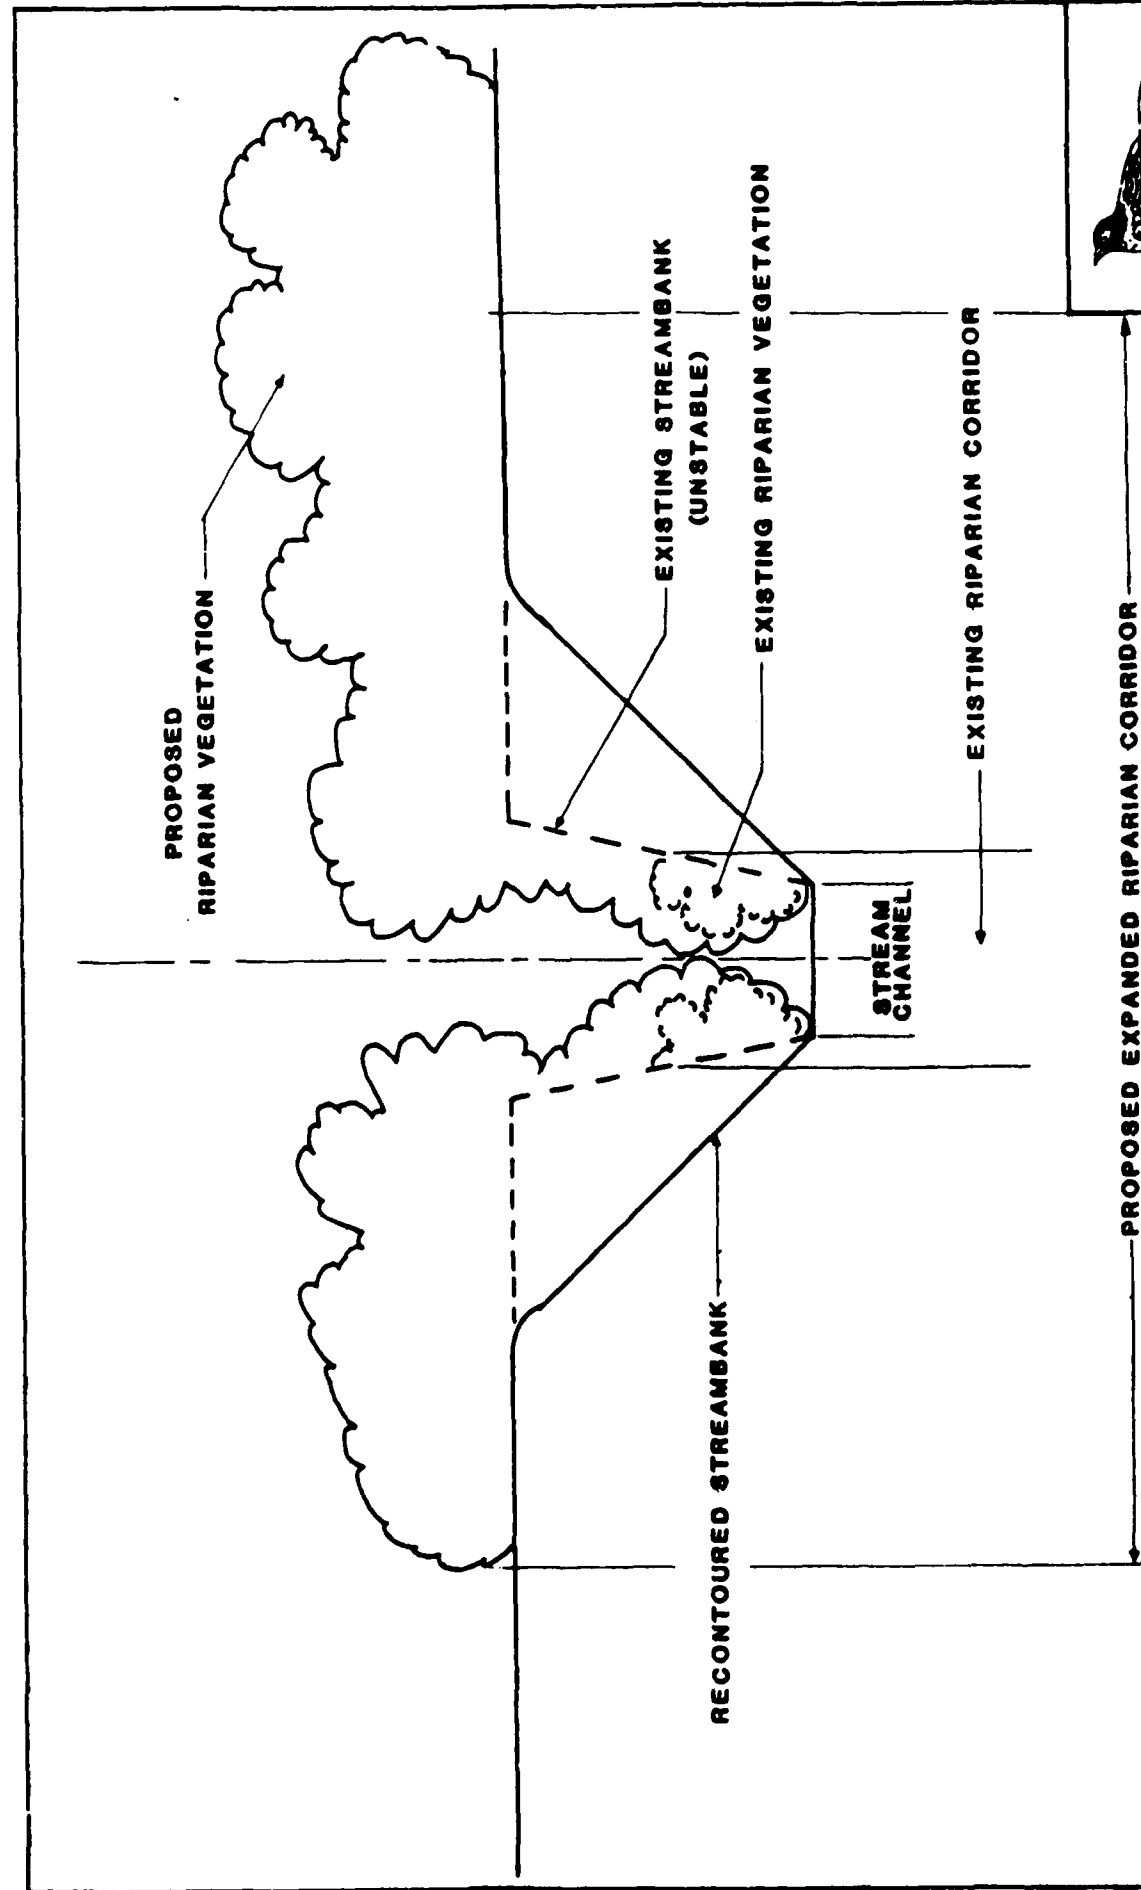 PROPOSED
RIPARIAN VEGETATION
EXISTING STREAMBANK
(UNSTABLE)
EXISTING RIPARIAN VEGETATION
RECONTOURED STREAMBANK
STREAM
CHANNEL
EXISTING RIPARIAN CORRIDOR
PROPOSED EXPANDED RIPARIAN CORRIDOR